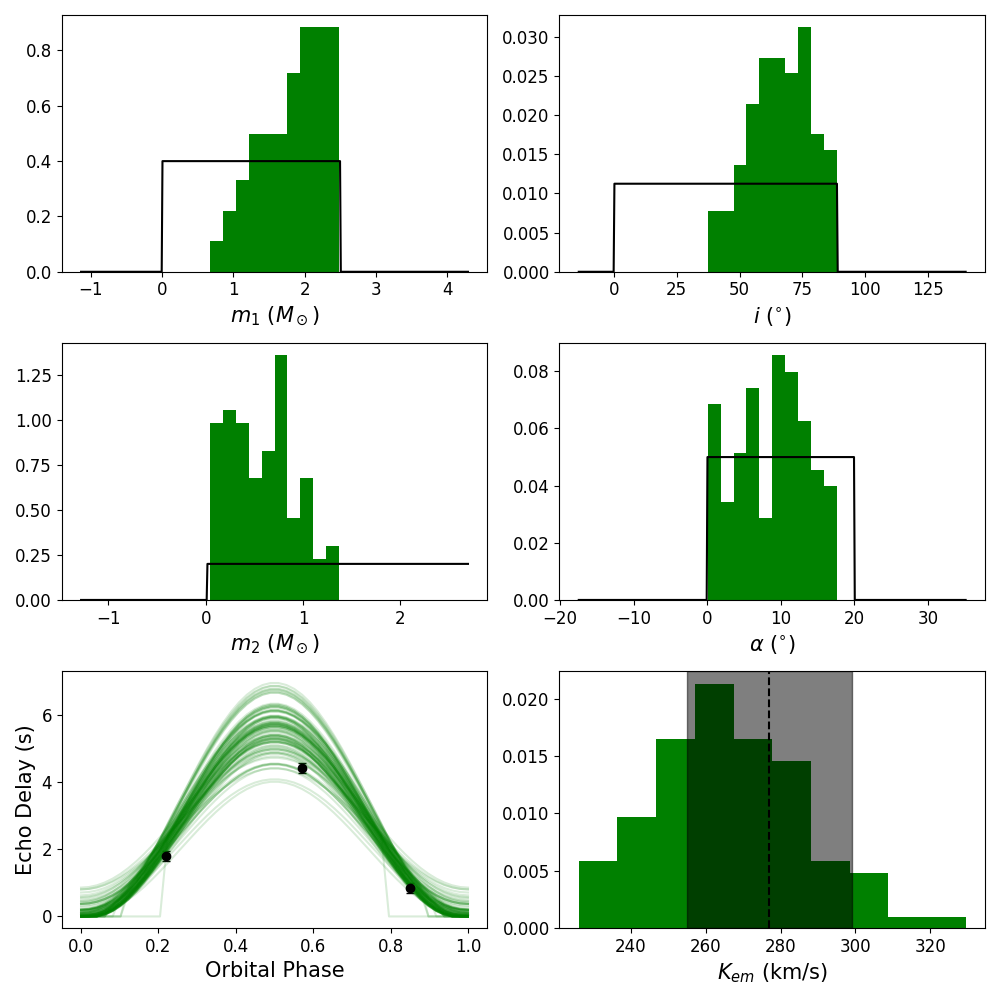 0.8
0.6
0.4
0.2
0.0
−1 0 1 2 3 4
m₁ (M⊙)
0.030
0.025
0.020
0.015
0.010
0.005
0.000
0 25 50 75 100 125
i (°)
1.25
1.00
0.75
0.50
0.25
0.00
−1 0 1 2
m₂ (M⊙)
0.08
0.06
0.04
0.02
0.00
−20 −10 0 10 20 30
α (°)
Echo Delay (s)
6
4
2
0
0.0 0.2 0.4 0.6 0.8 1.0
Orbital Phase
0.020
0.015
0.010
0.005
0.000
240 260 280 300 320
Kₑₘ (km/s)